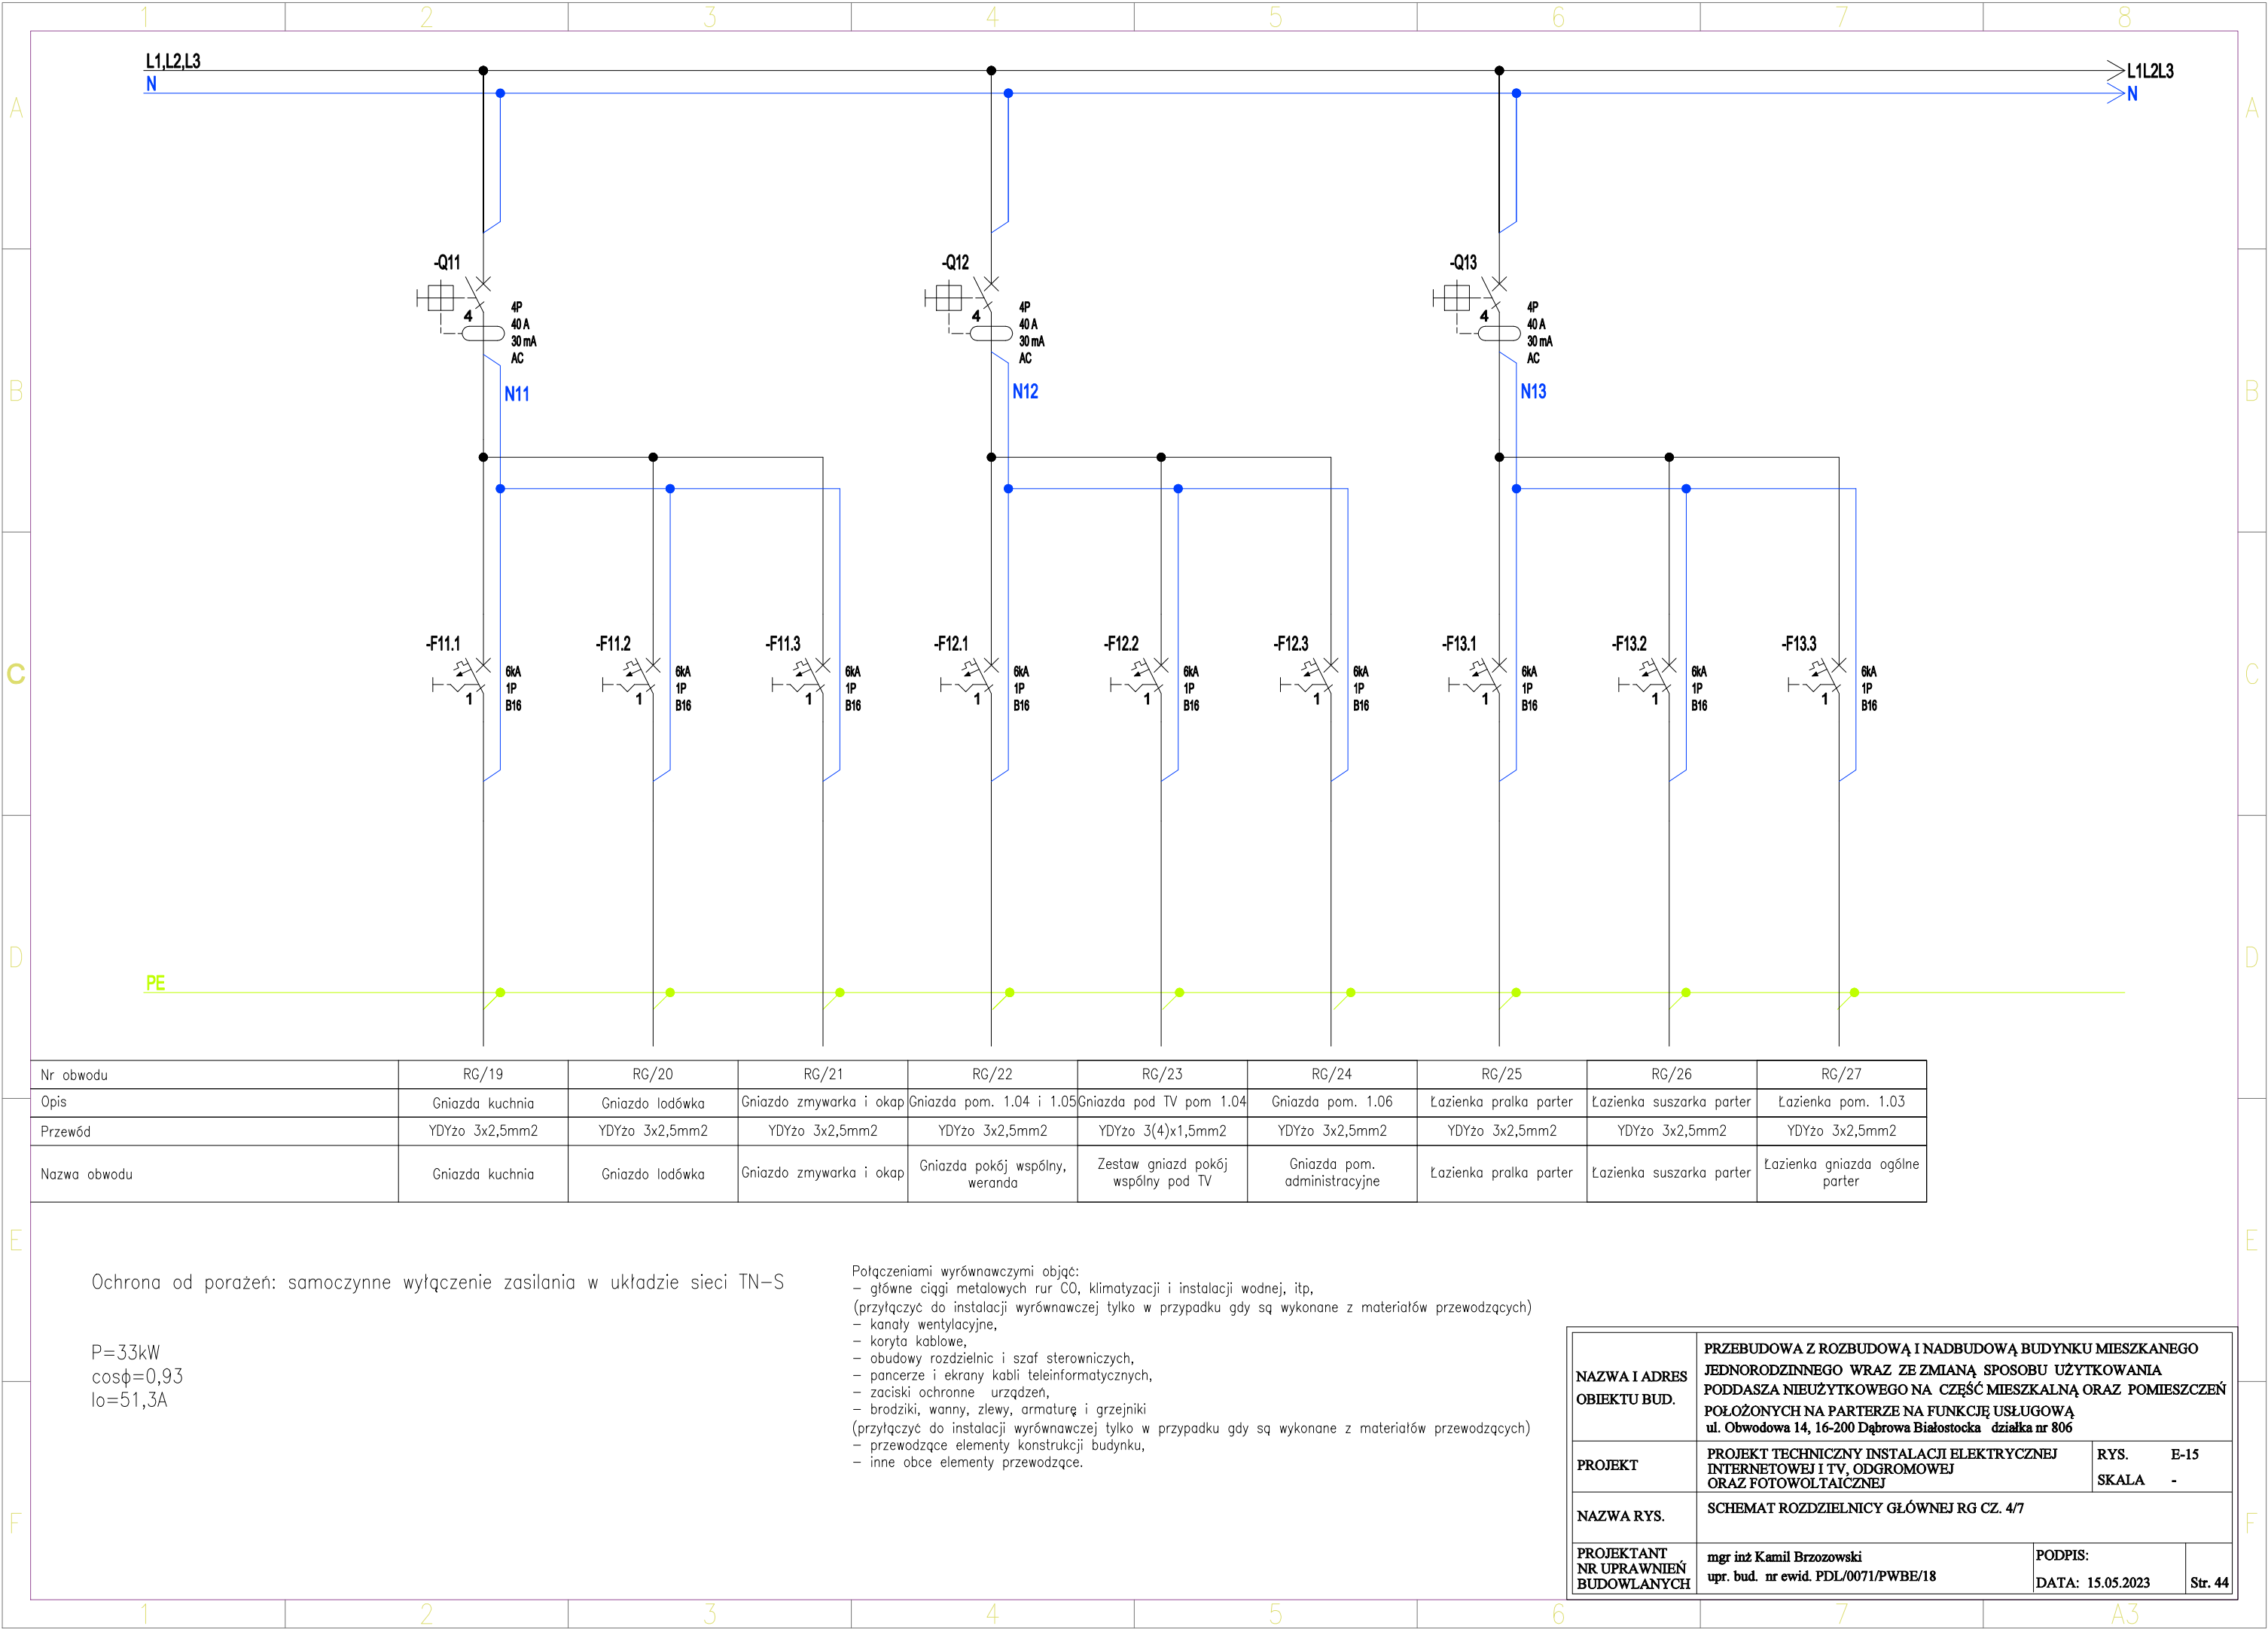 1 2 3 4 5 6 7 8
L1,L2,L3
L1L2L3
N
N
A
A
-Q11
4
4P
40 A
30 mA
AC
-Q12
4
4P
40 A
30 mA
AC
-Q13
4
4P
40 A
30 mA
AC
B
N11
N12
N13
B
-F11.1
1
6kA
1P
B16
-F11.2
1
6kA
1P
B16
-F11.3
1
6kA
1P
B16
-F12.1
1
6kA
1P
B16
-F12.2
1
6kA
1P
B16
-F12.3
1
6kA
1P
B16
-F13.1
1
6kA
1P
B16
-F13.2
1
6kA
1P
B16
-F13.3
1
6kA
1P
B16
C
C
D
D
PE
Nr obwodu RG/19 RG/20 RG/21 RG/22 RG/23 RG/24 RG/25 RG/26 RG/27
Opis Gniazda kuchnia Gniazdo lodówka Gniazdo zmywarka i okap Gniazda pom. 1.04 i 1.05 Gniazda pod TV pom 1.04 Gniazda pom. 1.06 Łazienka pralka parter Łazienka suszarka parter Łazienka pom. 1.03
Przewód YDYżo 3x2,5mm2 YDYżo 3x2,5mm2 YDYżo 3x2,5mm2 YDYżo 3x2,5mm2 YDYżo 3(4)x1,5mm2 YDYżo 3x2,5mm2 YDYżo 3x2,5mm2 YDYżo 3x2,5mm2 YDYżo 3x2,5mm2
Nazwa obwodu
Gniazda kuchnia
Gniazdo lodówka
Gniazdo zmywarka i okap
Gniazda pokój wspólny,
weranda
Zestaw gniazd pokój
wspólny pod TV
Gniazda pom.
administracyjne
Łazienka pralka parter
Łazienka suszarka parter
Łazienka gniazda ogólne
parter
E
E
Ochrona od porażeń: samoczynne wyłączenie zasilania w układzie sieci TN-S
P=33kW
cosφ=0,93
Io=51,3A
Połączeniami wyrównawczymi objąć:
- główne ciągi metalowych rur CO, klimatyzacji i instalacji wodnej, itp,
(przyłączyć do instalacji wyrównawczej tylko w przypadku gdy są wykonane z materiałów przewodzących)
- kanały wentylacyjne,
- koryta kablowe,
- obudowy rozdzielnic i szaf sterowniczych,
- pancerze i ekrany kabli teleinformatycznych,
- zaciski ochronne urządzeń,
- brodziki, wanny, zlewy, armaturę i grzejniki
(przyłączyć do instalacji wyrównawczej tylko w przypadku gdy są wykonane z materiałów przewodzących)
- przewodzące elementy konstrukcji budynku,
- inne obce elementy przewodzące.
NAZWA I ADRES
OBIEKTU BUD.
PRZEBUDOWA Z ROZBUDOWĄ I NADBUDOWĄ BUDYNKU MIESZKANEGO
JEDNORODZINNEGO WRAZ ZE ZMIANĄ SPOSOBU UŻYTKOWANIA
PODDASZA NIEUŻYTKOWEGO NA CZĘŚĆ MIESZKALNĄ ORAZ POMIESZCZEŃ
POŁOŻONYCH NA PARTERZE NA FUNKCJĘ USŁUGOWĄ
ul. Obwodowa 14, 16-200 Dąbrowa Białostocka działka nr 806
PROJEKT
PROJEKT TECHNICZNY INSTALACJI ELEKTRYCZNEJ
INTERNETOWEJ I TV, ODGROMOWEJ
ORAZ FOTOWOLTAICZNEJ
RYS. E-15
SKALA -
NAZWA RYS.
SCHEMAT ROZDZIELNICY GŁÓWNEJ RG CZ. 4/7
PROJEKTANT
NR UPRAWNIEŃ
BUDOWLANYCH
mgr inż Kamil Brzozowski
upr. bud. nr ewid. PDL/0071/PWBE/18
PODPIS:
DATA: 15.05.2023
Str. 44
F
F
1 2 3 4 5 6 7 A3